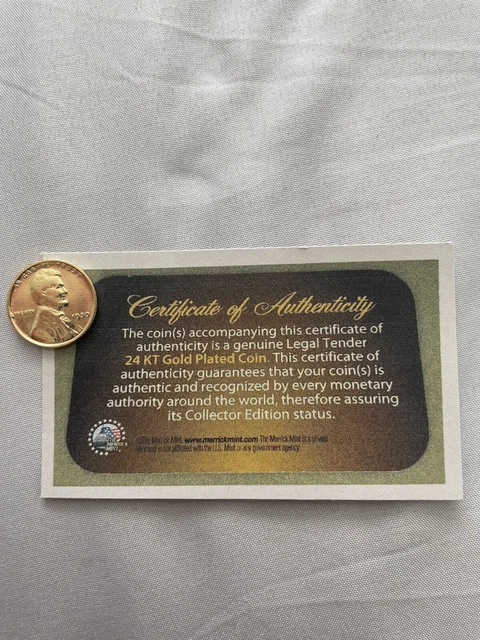 LIBERTY
Certificate of Authenticity
The coin(s) accompanying this certificate of
authenticity is a genuine Legal Tender
24 KT Gold Plated Coin. This certificate of
authenticity guarantees that your coin(s) is
authentic and recognized by every monetary
authority around the world, therefore assuring
its Collector Edition status.
www.merrickmint.com The Merrick Mint is a private
Mint and is not affiliated with the U.S. Mint or any government agency